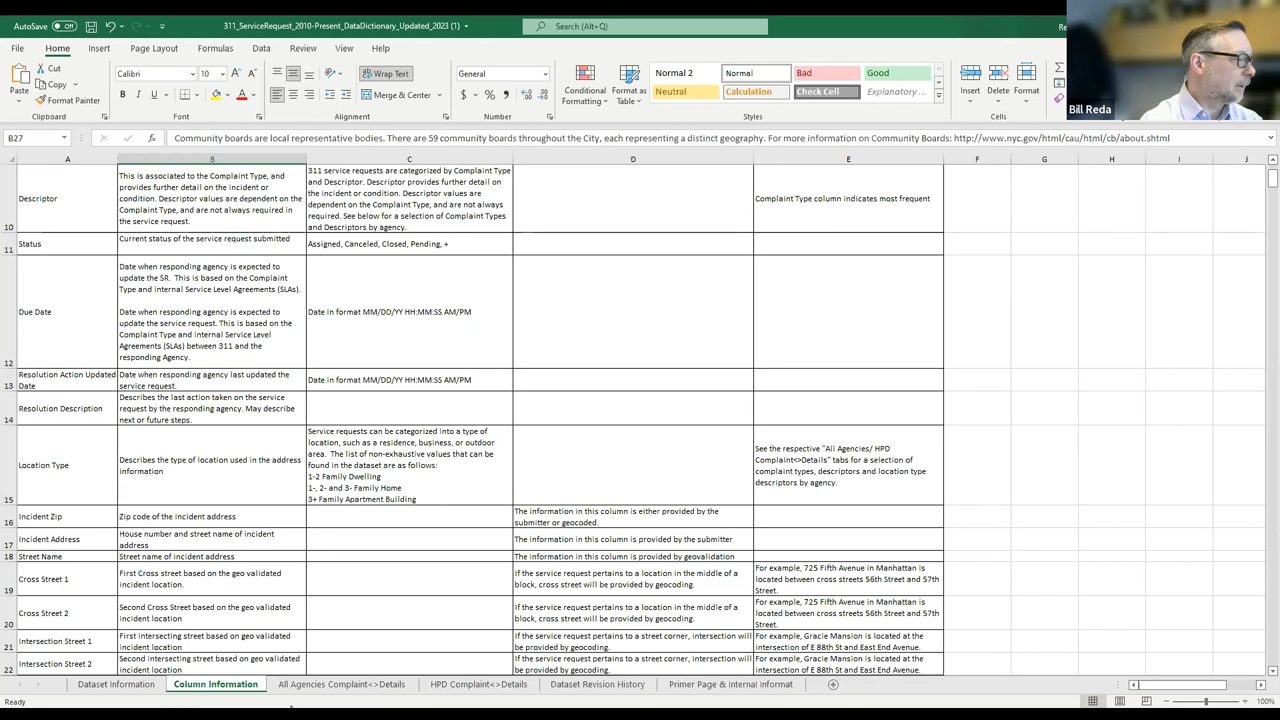 AutoSave Off 311_ServiceRequest_2010-Present_DataDictionary_Updated_2023 (1) Search (Alt+Q) Re
File Home Insert Page Layout Formulas Data Review View Help
Cut
Copy
Format Painter
Paste
Clipboard
Calibri 10
B I U
Font
Wrap Text
Merge & Center
Alignment
General
$ % ,
Number
Conditional Formatting
Format as Table
Normal 2 Normal Bad Good
Neutral Calculation Check Cell Explanatory ...
Styles
Insert Delete Format
Cells
Bill Reda
B27 fx Community boards are local representative bodies. There are 59 community boards throughout the City, each representing a distinct geography. For more information on Community Boards: http://www.nyc.gov/html/cau/html/cb/about.shtml
A B C D E F G H I J
10 Descriptor
This is associated to the Complaint Type, and
provides further detail on the incident or
condition. Descriptor values are dependent on the
Complaint Type, and are not always required in
the service request.
311 service requests are categorized by Complaint Type
and Descriptor. Descriptor provides further detail on
the incident or condition. Descriptor values are
dependent on the Complaint Type, and are not always
required. See below for a selection of Complaint Types
and Descriptors by agency.
Complaint Type column indicates most frequent
11 Status
Current status of the service request submitted
Assigned, Canceled, Closed, Pending, +
12 Due Date
Date when responding agency is expected to
update the SR. This is based on the Complaint
Type and internal Service Level Agreements (SLAs).
Date when responding agency is expected to
update the service request. This is based on the
Complaint Type and internal Service Level
Agreements (SLAs) between 311 and the
responding Agency.
Date in format MM/DD/YY HH:MM:SS AM/PM
13 Resolution Action Updated
Date
Date when responding agency last updated the
service request.
Date in format MM/DD/YY HH:MM:SS AM/PM
14 Resolution Description
Describes the last action taken on the service
request by the responding agency. May describe
next or future steps.
15 Location Type
Describes the type of location used in the address
information
Service requests can be categorized into a type of
location, such as a residence, business, or outdoor
area. The list of non-exhaustive values that can be
found in the dataset are as follows:
1-2 Family Dwelling
1-, 2- and 3- Family Home
3+ Family Apartment Building
See the respective "All Agencies/ HPD
Complaint<>Details" tabs for a selection of
complaint types, descriptors and location type
descriptors by agency.
16 Incident Zip
Zip code of the incident address
The information in this column is either provided by the
submitter or geocoded.
17 Incident Address
House number and street name of incident
address
The information in this column is provided by the submitter
18 Street Name
Street name of incident address
The information in this column is provided by geovalidation
19 Cross Street 1
First Cross street based on the geo validated
incident location.
If the service request pertains to a location in the middle of a
block, cross street will be provided by geocoding.
For example, 725 Fifth Avenue in Manhattan is
located between cross streets 56th Street and 57th
Street.
20 Cross Street 2
Second Cross Street based on the geo validated
incident location
If the service request pertains to a location in the middle of a
block, cross street will be provided by geocoding.
For example, 725 Fifth Avenue in Manhattan is
located between cross streets 56th Street and 57th
Street.
21 Intersection Street 1
First intersecting street based on geo validated
incident location
If the service request pertains to a street corner, intersection will
be provided by geocoding.
For example, Gracie Mansion is located at the
intersection of E 88th St and East End Avenue.
22 Intersection Street 2
Second intersecting street based on geo validated
incident location
If the service request pertains to a street corner, intersection will
be provided by geocoding.
For example, Gracie Mansion is located at the
intersection of E 88th St and East End Avenue.
Dataset Information Column Information All Agencies Complaint<>Details HPD Complaint<>Details Dataset Revision History Primer Page & Internal Informat
Ready 100%